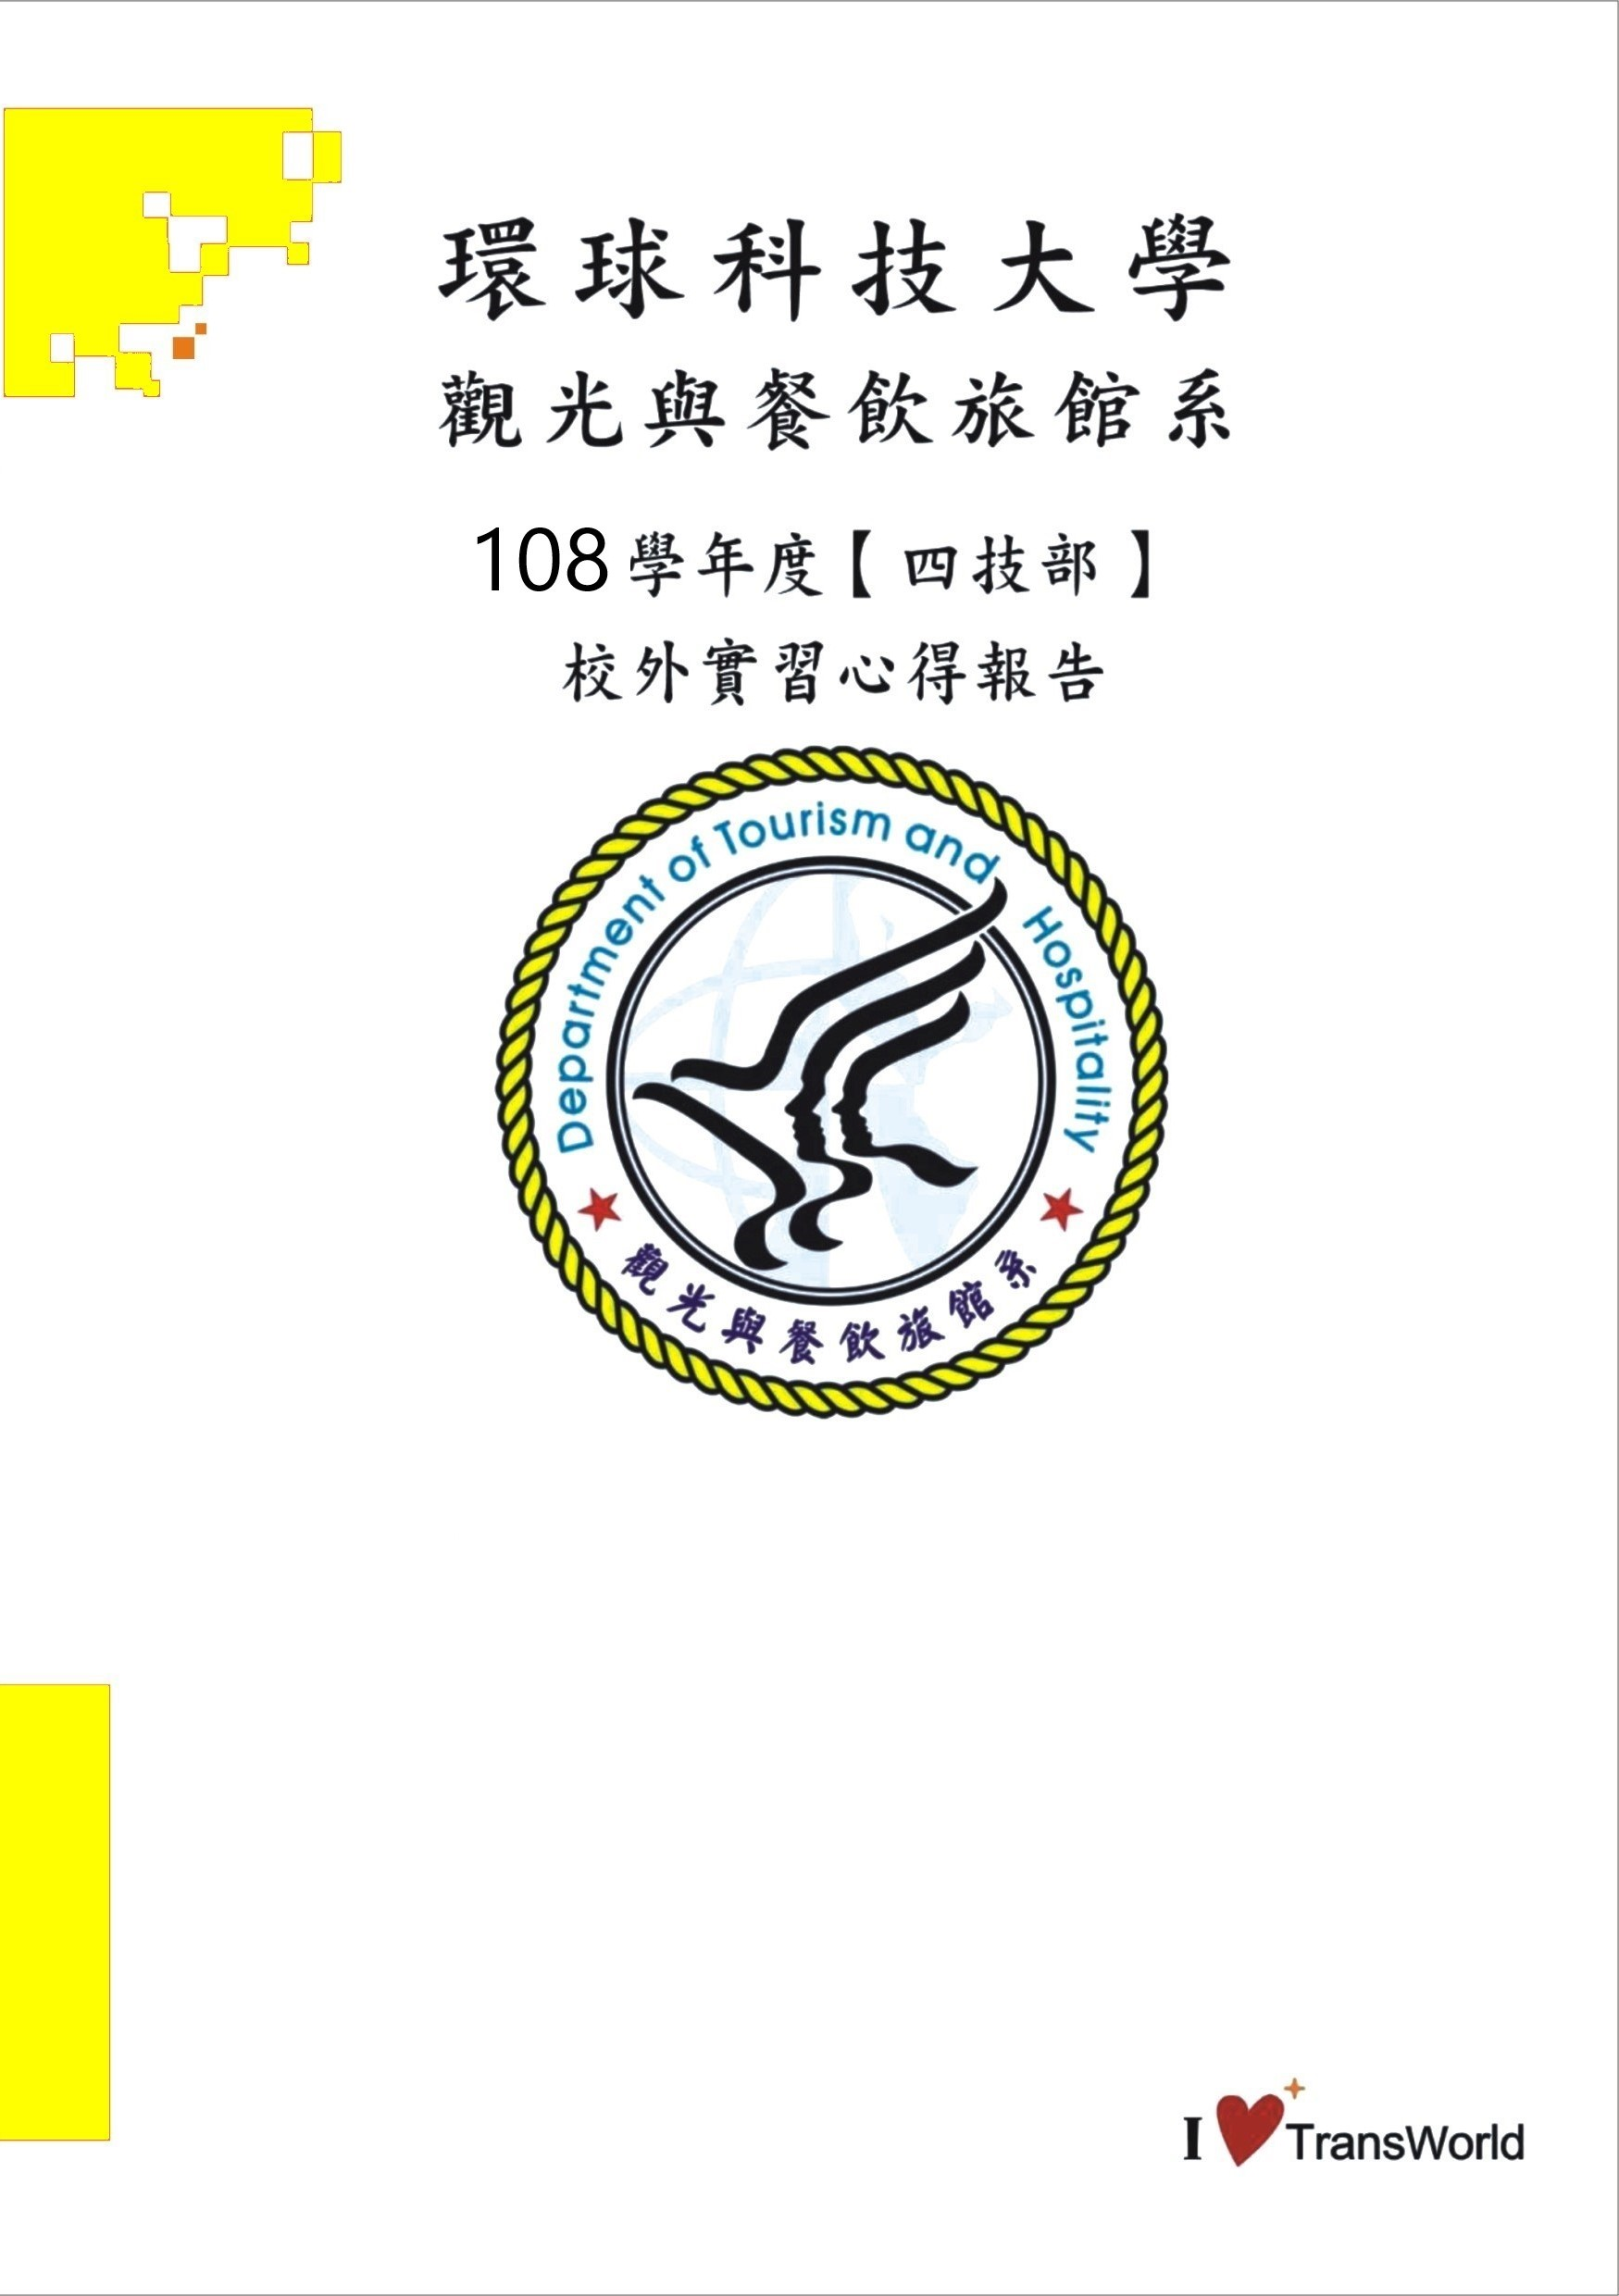 環球科技大學
觀光與餐飲旅館系
108學年度【四技部】
校外實習心得報告
Department of Tourism and Hospitality
觀光與餐飲旅館系
I TransWorld